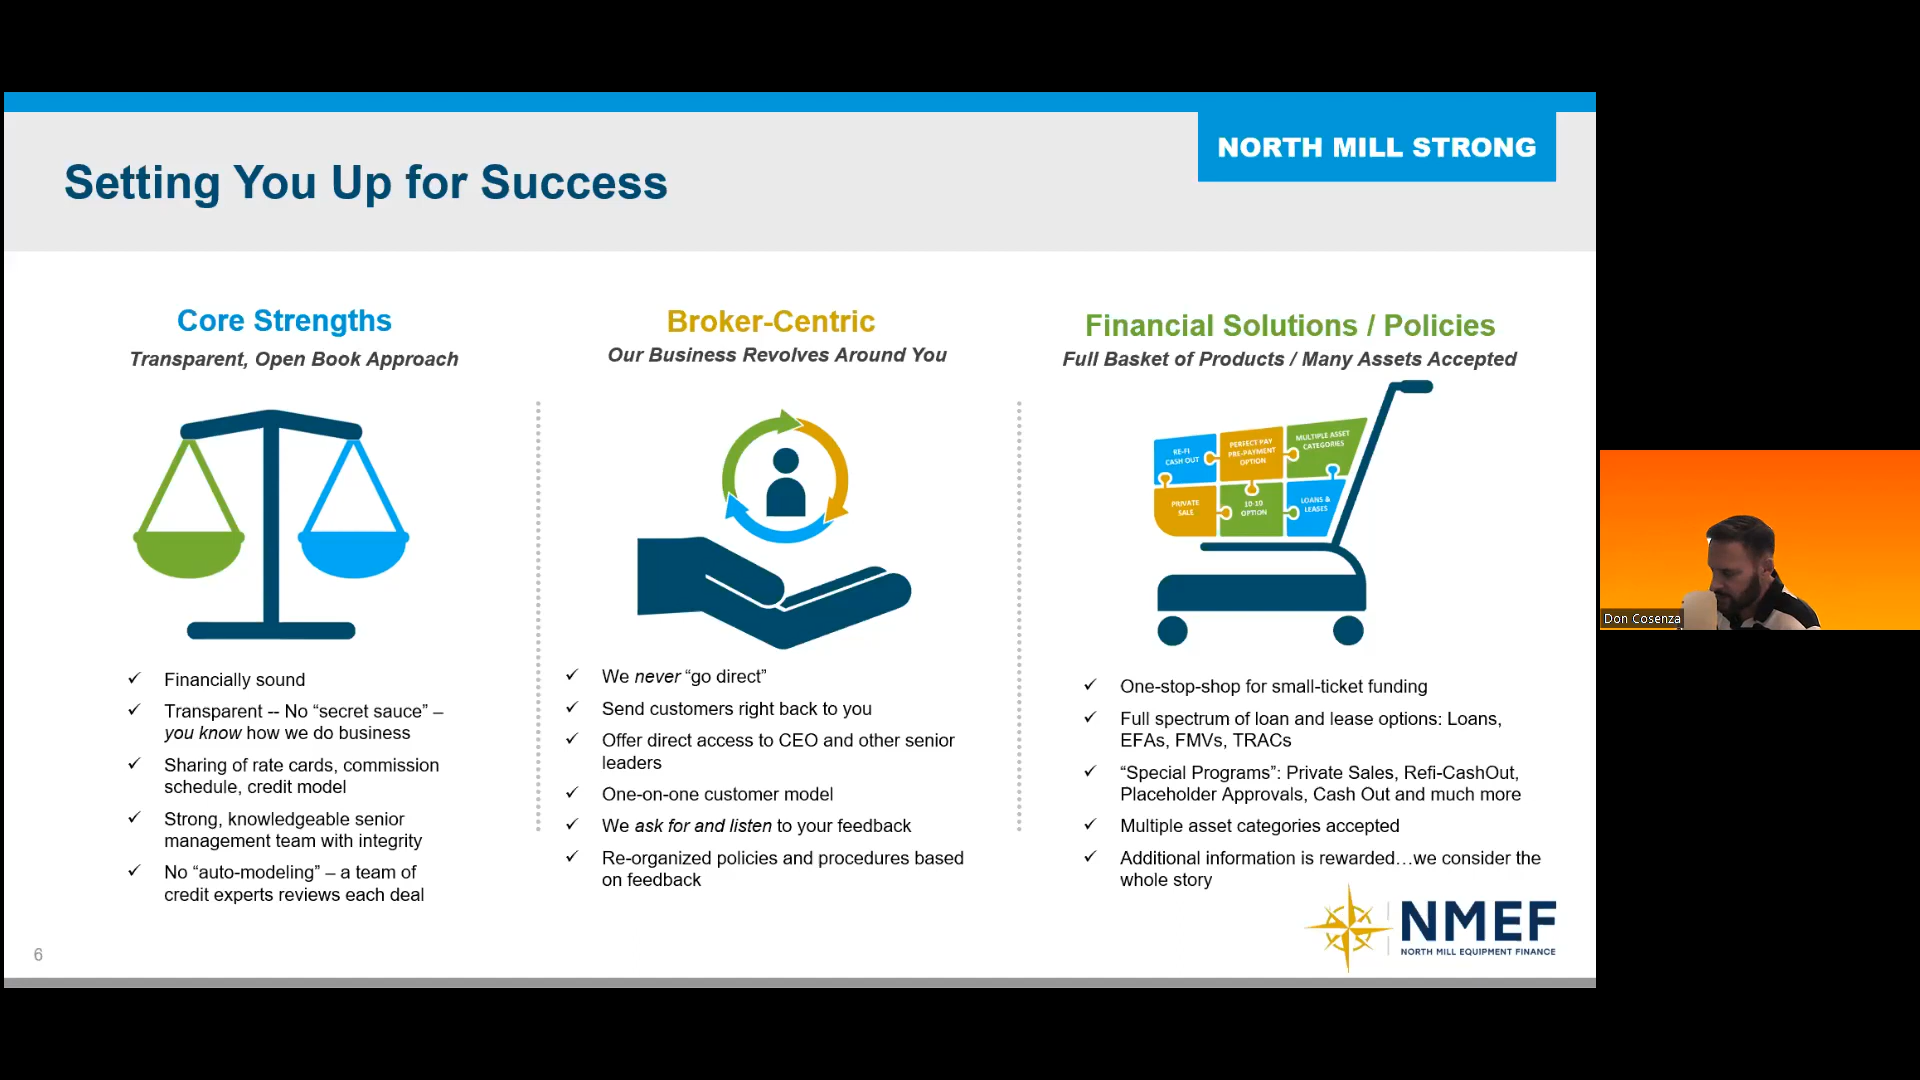 NORTH MILL STRONG
Setting You Up for Success
Core Strengths
Transparent, Open Book Approach
✓ Financially sound
✓ Transparent -- No “secret sauce” –
you know how we do business
✓ Sharing of rate cards, commission
schedule, credit model
✓ Strong, knowledgeable senior
management team with integrity
✓ No “auto-modeling” – a team of
credit experts reviews each deal
Broker-Centric
Our Business Revolves Around You
✓ We never “go direct”
✓ Send customers right back to you
✓ Offer direct access to CEO and other senior
leaders
✓ One-on-one customer model
✓ We ask for and listen to your feedback
✓ Re-organized policies and procedures based
on feedback
Financial Solutions / Policies
Full Basket of Products / Many Assets Accepted
RE-FI
CASH OUT
PERFECT PAY
PRE-PAYMENT
OPTION
MULTIPLE ASSET
CATEGORIES
PRIVATE
SALE
10-10
OPTION
LOANS &
LEASES
✓ One-stop-shop for small-ticket funding
✓ Full spectrum of loan and lease options: Loans,
EFAs, FMVs, TRACs
✓ “Special Programs”: Private Sales, Refi-CashOut,
Placeholder Approvals, Cash Out and much more
✓ Multiple asset categories accepted
✓ Additional information is rewarded…we consider the
whole story
NMEF
NORTH MILL EQUIPMENT FINANCE
6
Don Cosenza